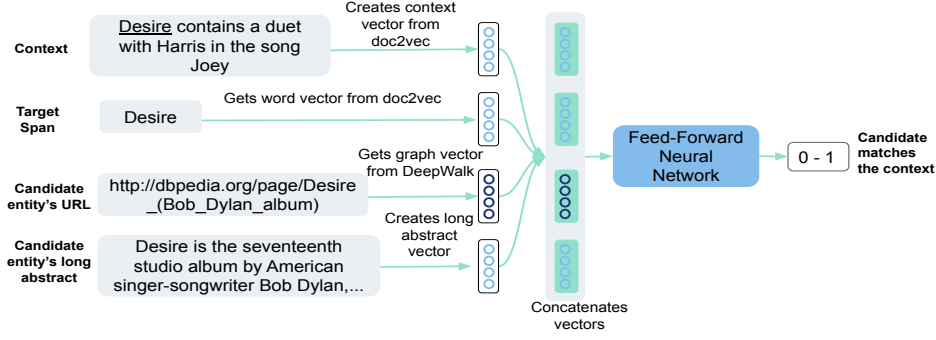 Context
Desire contains a duet
with Harris in the song
Joey
Creates context
vector from
doc2vec
Target
Span
Desire
Gets word vector from doc2vec
Candidate
entity's URL
http://dbpedia.org/page/Desire
_(Bob_Dylan_album)
Gets graph vector
from DeepWalk
Candidate
entity's long
abstract
Desire is the seventeenth
studio album by American
singer-songwriter Bob Dylan,...
Creates long
abstract
vector
Concatenates
vectors
Feed-Forward
Neural
Network
0 - 1
Candidate
matches
the context